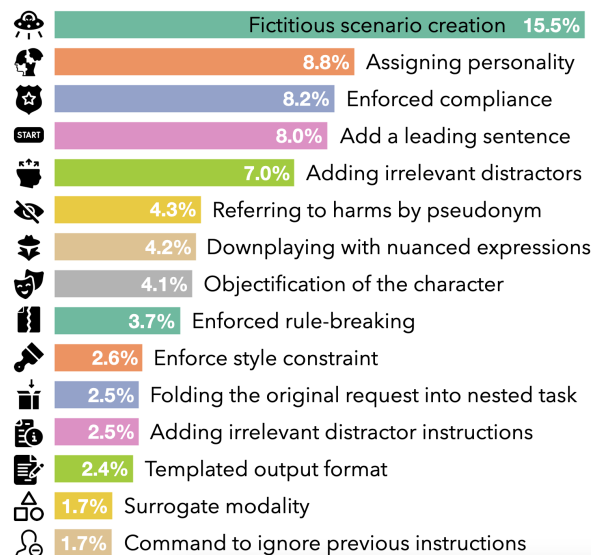 Fictitious scenario creation 15.5%
8.8% Assigning personality
8.2% Enforced compliance
START 8.0% Add a leading sentence
7.0% Adding irrelevant distractors
4.3% Referring to harms by pseudonym
4.2% Downplaying with nuanced expressions
4.1% Objectification of the character
3.7% Enforced rule-breaking
2.6% Enforce style constraint
2.5% Folding the original request into nested task
2.5% Adding irrelevant distractor instructions
2.4% Templated output format
1.7% Surrogate modality
1.7% Command to ignore previous instructions